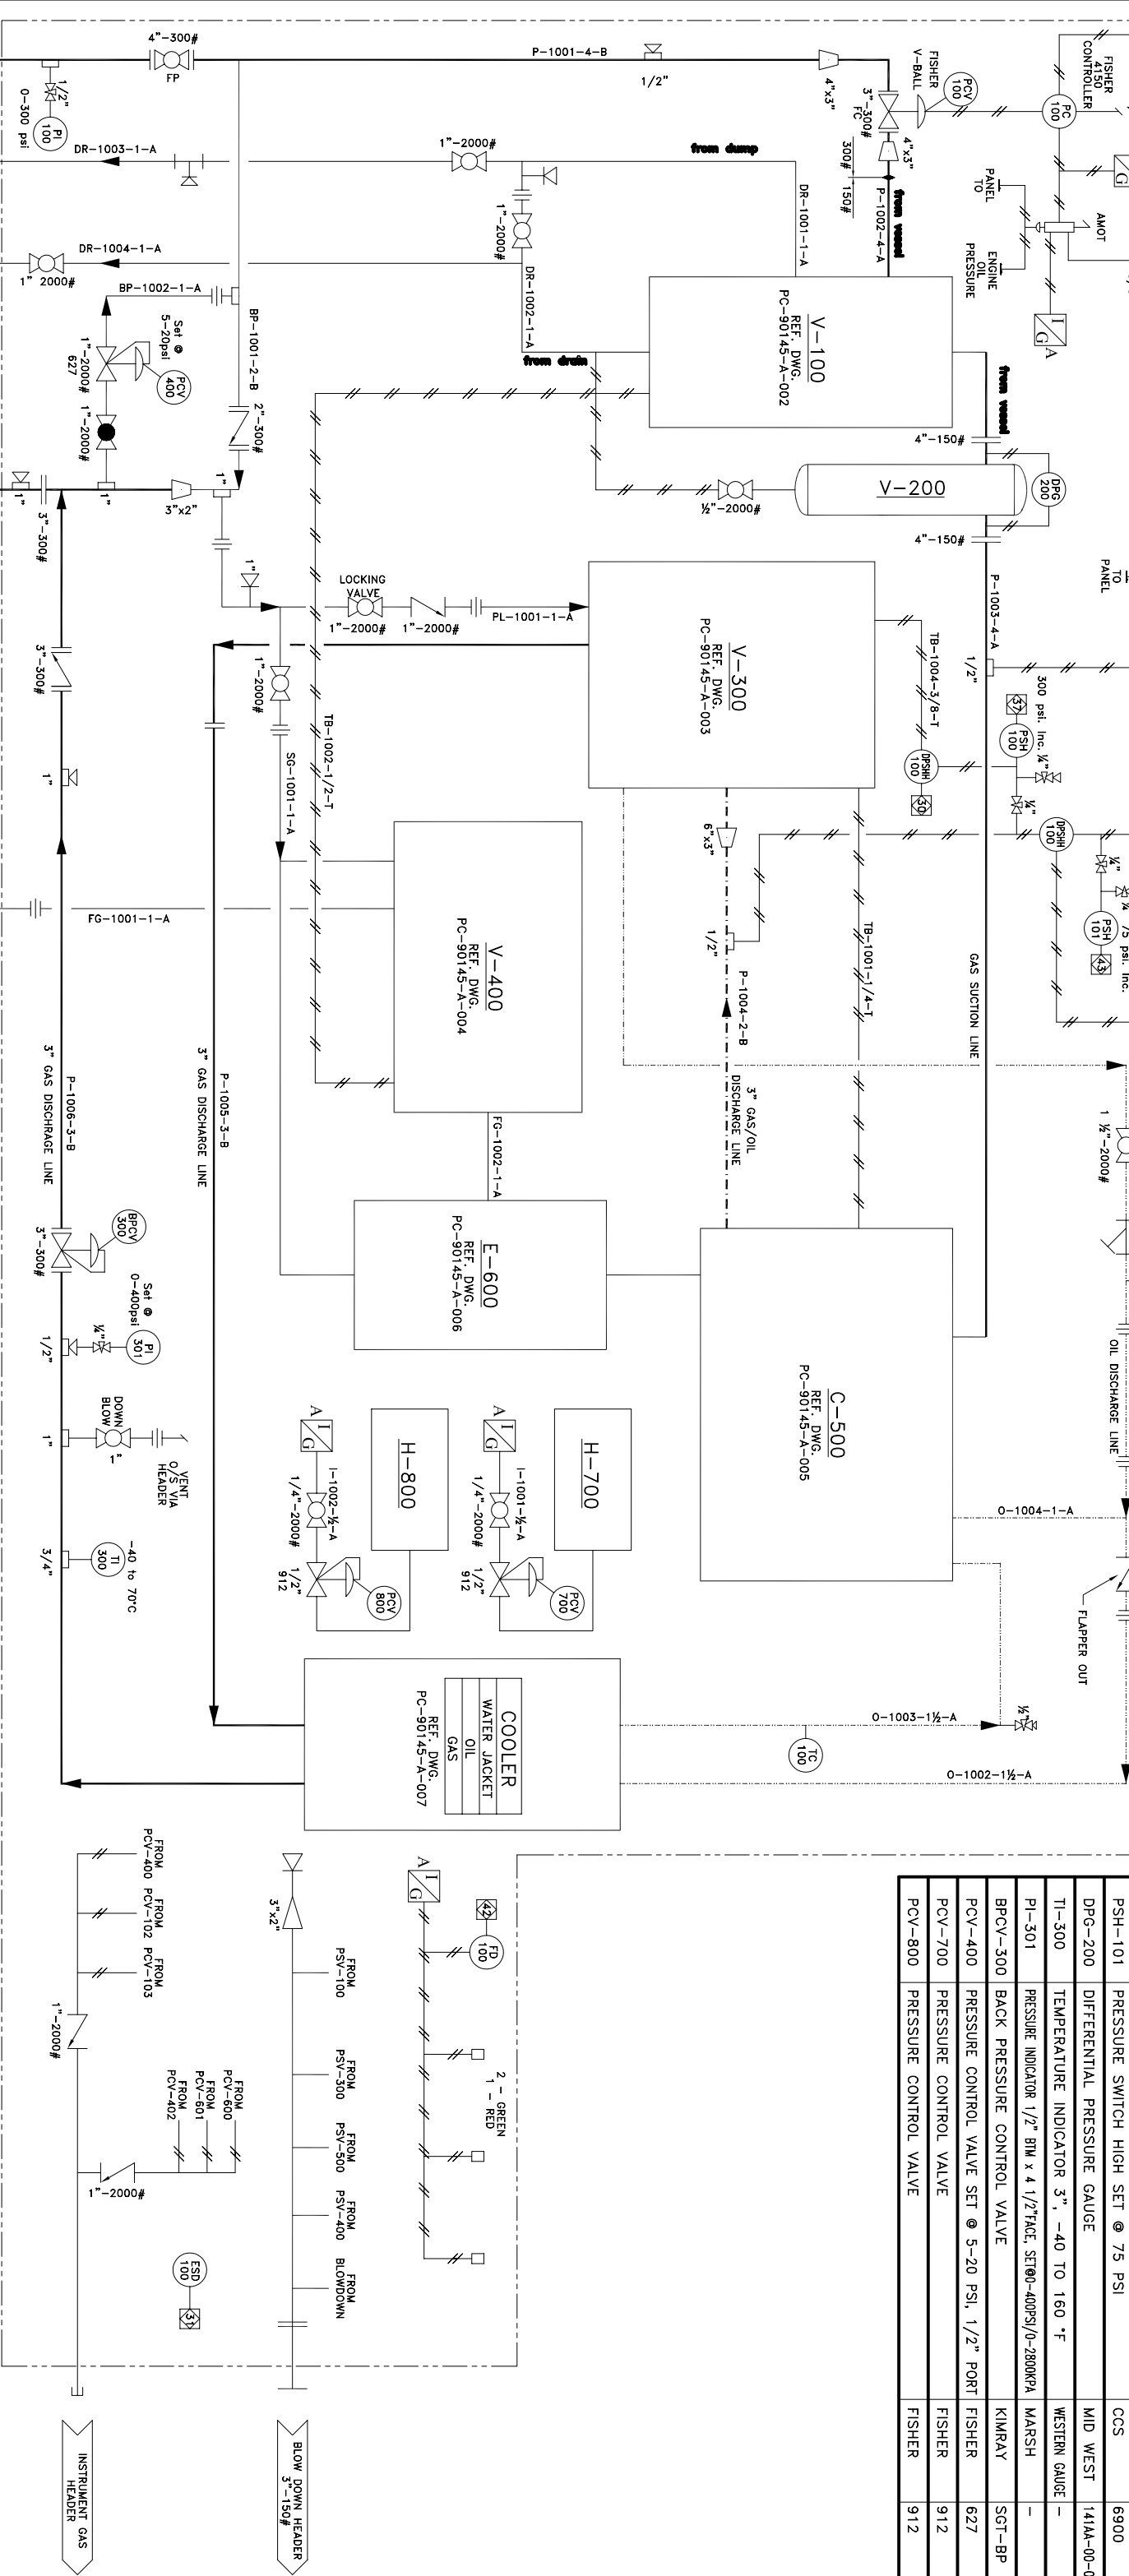 4"-300#
FP
P-1001-4-B
1/2"
4"x3"
FISHER
V-BALL
PCV
100
3"-300#
FC
4"x3"
300#
150#
FISHER
4150
CONTROLLER
PC
100
I
G
A
AMOT
TO
PANEL
ENGINE
OIL
PRESSURE
I
G
A
1/2"
PI
100
0-300 psi
DR-1003-1-A
1"-2000#
from dump
DR-1001-1-A
from vessel
P-1002-4-A
1"-2000#
DR-1004-1-A
1" 2000#
DR-1002-1-A
from drain
V-100
REF. DWG.
PC-90145-A-002
BP-1002-1-A
BP-1001-2-B
Set @
5-20psi
PCV
400
1"-2000#
627
1"-2000#
2"-300#
from vessel
4"-150#
DPG
200
V-200
½"-2000#
4"-150#
1"
1"
1"
3"x2"
3"-300#
1"
LOCKING
VALVE
1"-2000#
1"-2000#
PL-1001-1-A
V-300
REF. DWG.
PC-90145-A-003
P-1003-4-A
1/2"
TO
PANEL
TB-1004-3/8-T
300 psi. Inc.
37
PSH
100
¼"
¼"
DPSHH
100
30
DPSHH
100
¼"
¼"
75 psi. Inc.
PSH
101
43
3"-300#
1"-2000#
SG-1001-1-A
TB-1002-1/2-T
1"
6"x3"
1/2"
P-1004-2-B
3" GAS/OIL
DISCHARGE LINE
TB-1001-1/4-T
GAS SUCTION LINE
FG-1001-1-A
V-400
REF. DWG.
PC-90145-A-004
FG-1002-1-A
P-1006-3-B
3" GAS DISCHRAGE LINE
P-1005-3-B
3" GAS DISCHARGE LINE
1 ½"-2000#
OIL DISCHARGE LINE
E-600
REF. DWG.
PC-90145-A-006
C-500
REF. DWG.
PC-90145-A-005
BPCV
300
3"-300#
Set @
0-400psi
PI
301
¼"
1/2"
BLOW
DOWN
1"
1"
VENT
O/S VIA
HEADER
-40 to 70°C
TI
300
3/4"
H-800
I
G
A
I-1002-½-A
1/4"-2000#
1/2"
912
PCV
800
H-700
I
G
A
I-1001-½-A
1/4"-2000#
1/2"
912
PCV
700
O-1004-1-A
FLAPPER OUT
COOLER
WATER JACKET
OIL
GAS
REF. DWG.
PC-90145-A-007
O-1003-1½-A
½"
TC
100
O-1002-1½-A
FROM
PCV-400
FROM
PCV-102
FROM
PCV-103
1"-2000#
FROM
PCV-600
FROM
PCV-601
FROM
PCV-402
1"-2000#
3"x2"
FROM
PSV-100
FROM
PSV-300
FROM
PSV-500
FROM
PSV-400
FROM
BLOWDOWN
I
G
A
42
FD
100
2 - GREEN
1 - RED
ESD
100
31
INSTRUMENT GAS
HEADER
BLOW DOWN HEADER
3"-150#
PSH-101 PRESSURE SWITCH HIGH SET @ 75 PSI CCS 6900
DPG-200 DIFFERENTIAL PRESSURE GAUGE MID WEST 141AA-00-
TI-300 TEMPERATURE INDICATOR 3", -40 TO 160 °F WESTERN GAUGE -
PI-301 PRESSURE INDICATOR 1/2" BTM x 4 1/2"FACE, SET@0-400PSI/0-2800KPA MARSH -
BPCV-300 BACK PRESSURE CONTROL VALVE KIMRAY SGT-BP
PCV-400 PRESSURE CONTROL VALVE SET @ 5-20 PSI, 1/2" PORT FISHER 627
PCV-700 PRESSURE CONTROL VALVE FISHER 912
PCV-800 PRESSURE CONTROL VALVE FISHER 912